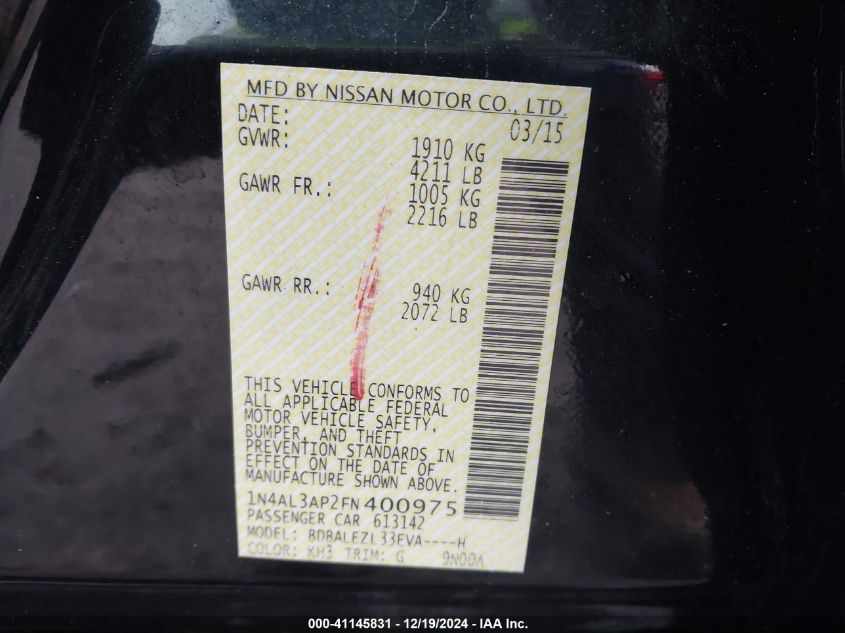 MFD BY NISSAN MOTOR CO., LTD.
DATE: 03/15
GVWR: 1910 KG
4211 LB
GAWR FR.: 1005 KG
2216 LB
GAWR RR.: 940 KG
2072 LB
THIS VEHICLE CONFORMS TO
ALL APPLICABLE FEDERAL
MOTOR VEHICLE SAFETY,
BUMPER, AND THEFT
PREVENTION STANDARDS IN
EFFECT ON THE DATE OF
MANUFACTURE SHOWN ABOVE.
1N4AL3AP2FN400975
PASSENGER CAR 613142
MODEL: BDBALEZL33EVA----H
COLOR: KH3 TRIM: G 9N00A
000-41145831 - 12/19/2024 - IAA Inc.